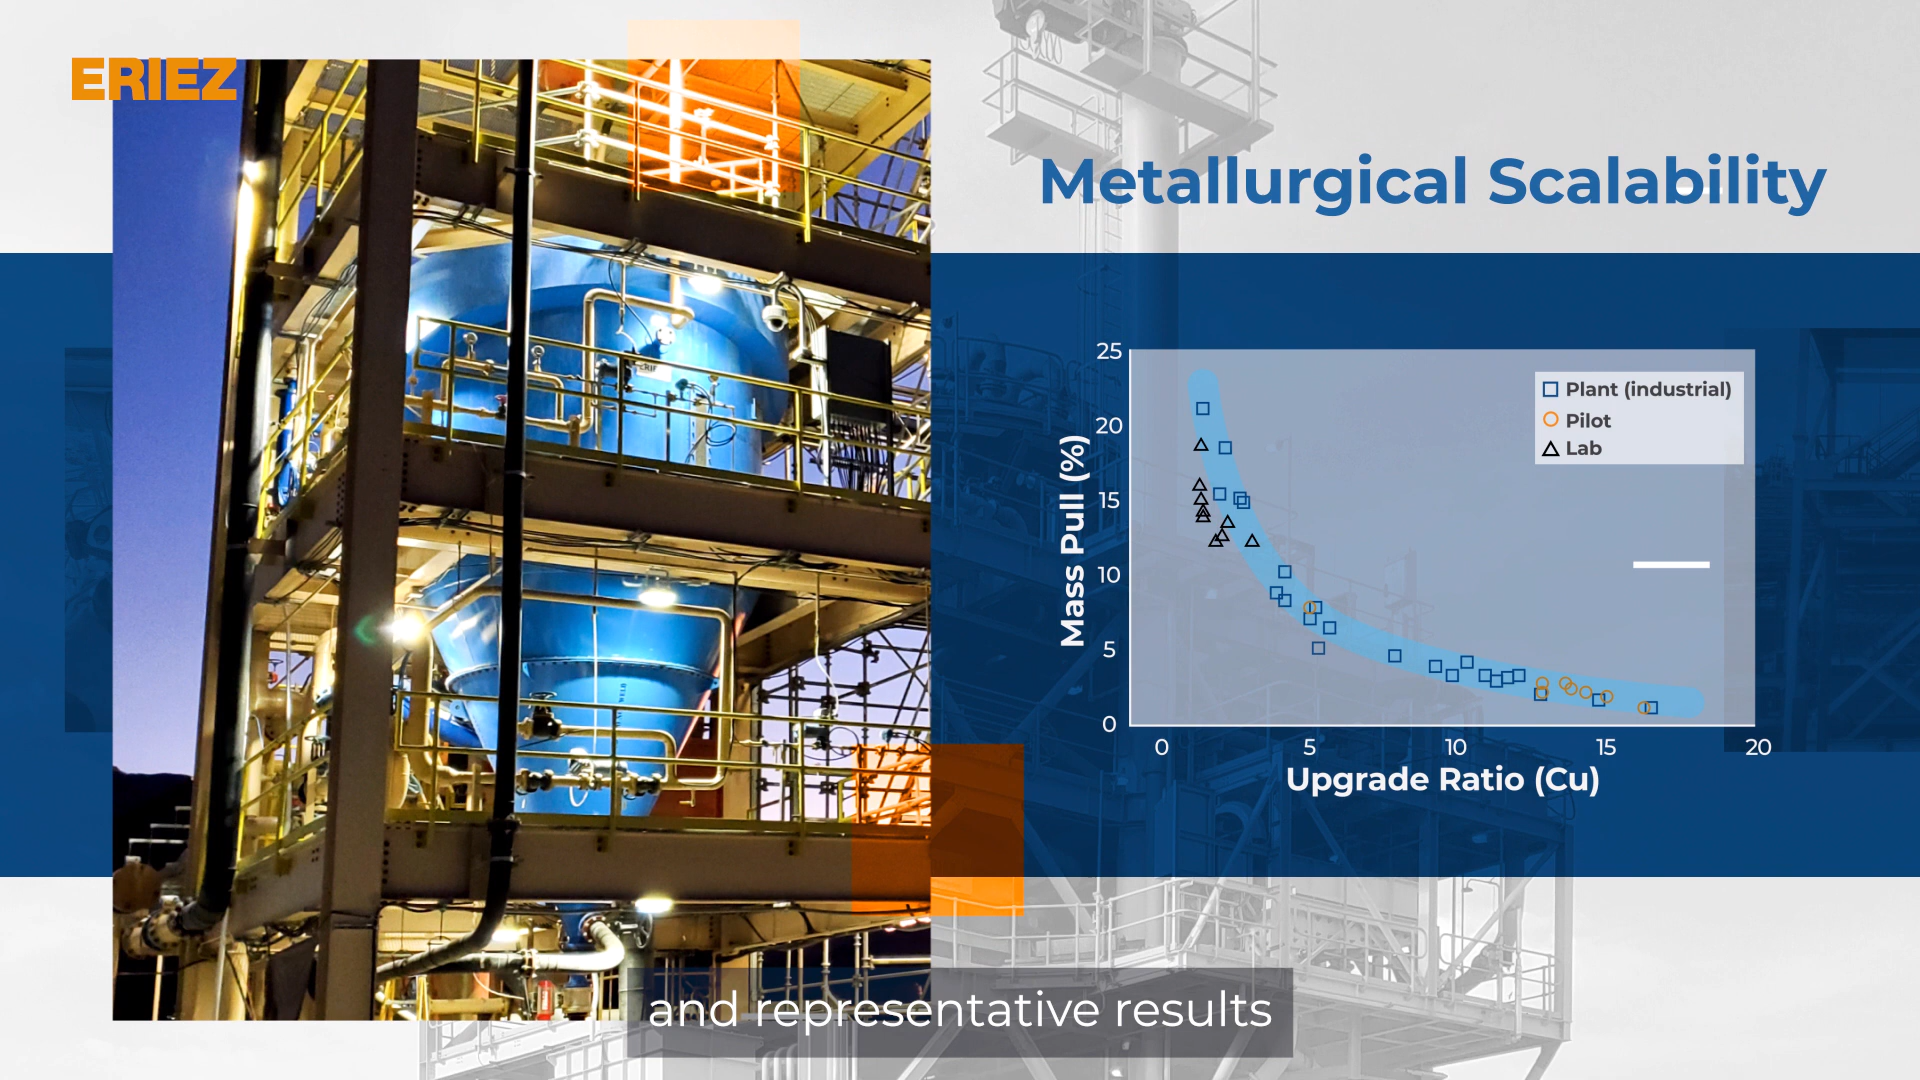 ERIEZ
Metallurgical Scalability
25
20
15
10
5
0
Mass Pull (%)
Plant (industrial)
Pilot
Lab
0 5 10 15 20
Upgrade Ratio (Cu)
and representative results